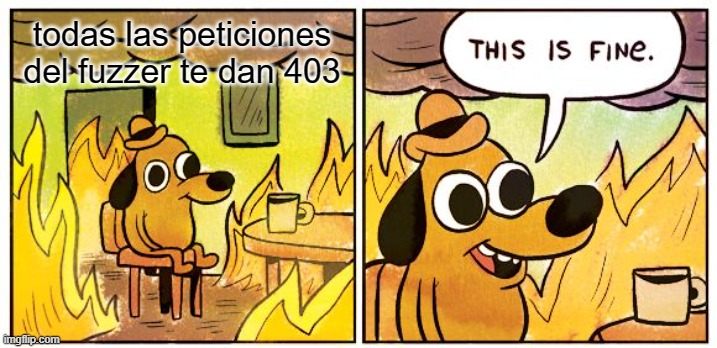 todas las peticiones
del fuzzer te dan 403
THIS IS FINE.
imgflip.com